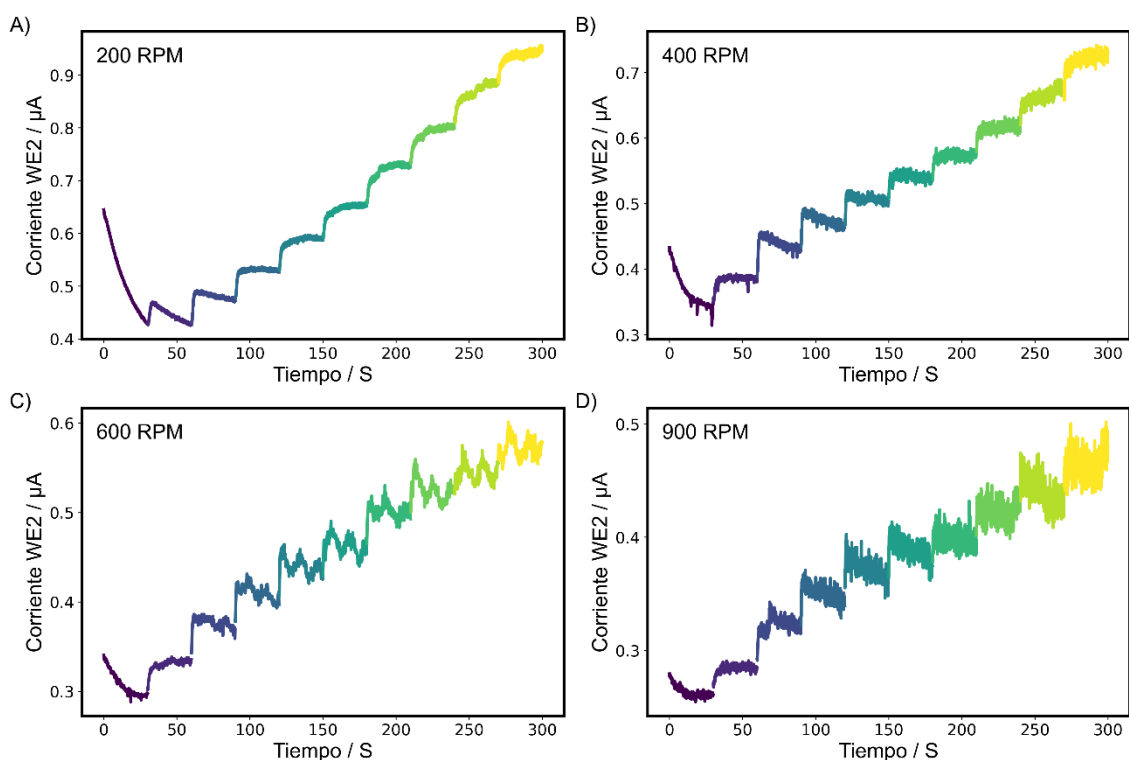 A)
200 RPM
Corriente WE2 / µA
0.9
0.8
0.7
0.6
0.5
0.4
0 50 100 150 200 250 300
Tiempo / S
B)
400 RPM
Corriente WE2 / µA
0.7
0.6
0.5
0.4
0.3
0 50 100 150 200 250 300
Tiempo / S
C)
600 RPM
Corriente WE2 / µA
0.6
0.5
0.4
0.3
0 50 100 150 200 250 300
Tiempo / S
D)
900 RPM
Corriente WE2 / µA
0.5
0.4
0.3
0 50 100 150 200 250 300
Tiempo / S